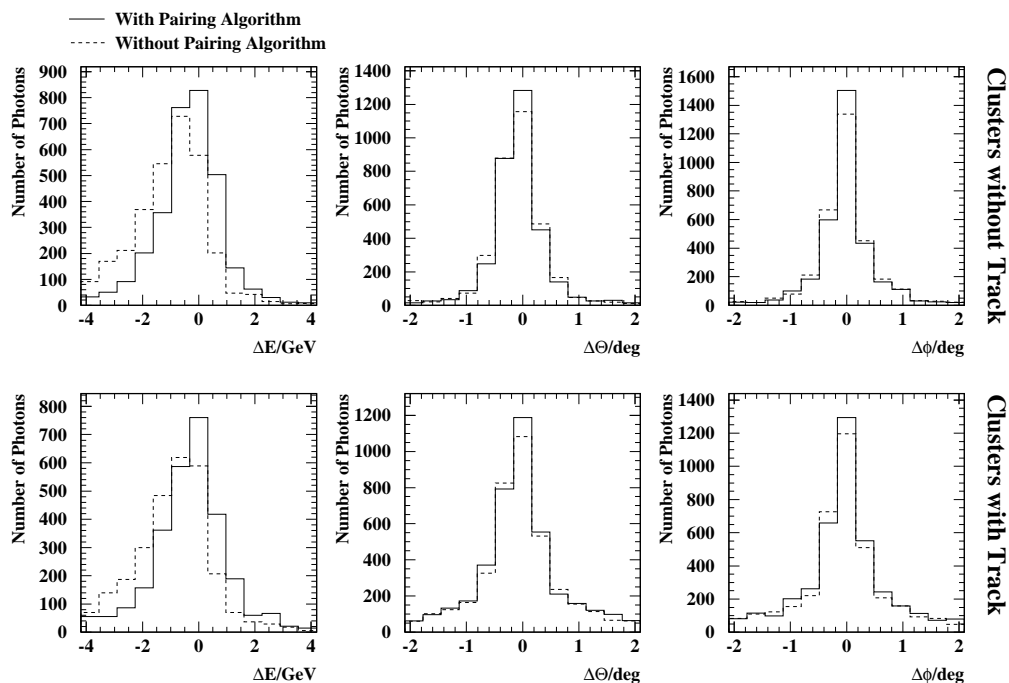 With Pairing Algorithm
Without Pairing Algorithm
Number of Photons
900
800
700
600
500
400
300
200
100
0
-4 -2 0 2 4
ΔE/GeV
Number of Photons
1400
1200
1000
800
600
400
200
0
-2 -1 0 1 2
ΔΘ/deg
Number of Photons
1600
1400
1200
1000
800
600
400
200
0
-2 -1 0 1 2
Δϕ/deg
Clusters without Track
Number of Photons
800
700
600
500
400
300
200
100
0
-4 -2 0 2 4
ΔE/GeV
Number of Photons
1200
1000
800
600
400
200
0
-2 -1 0 1 2
ΔΘ/deg
Number of Photons
1400
1200
1000
800
600
400
200
0
-2 -1 0 1 2
Δϕ/deg
Clusters with Track